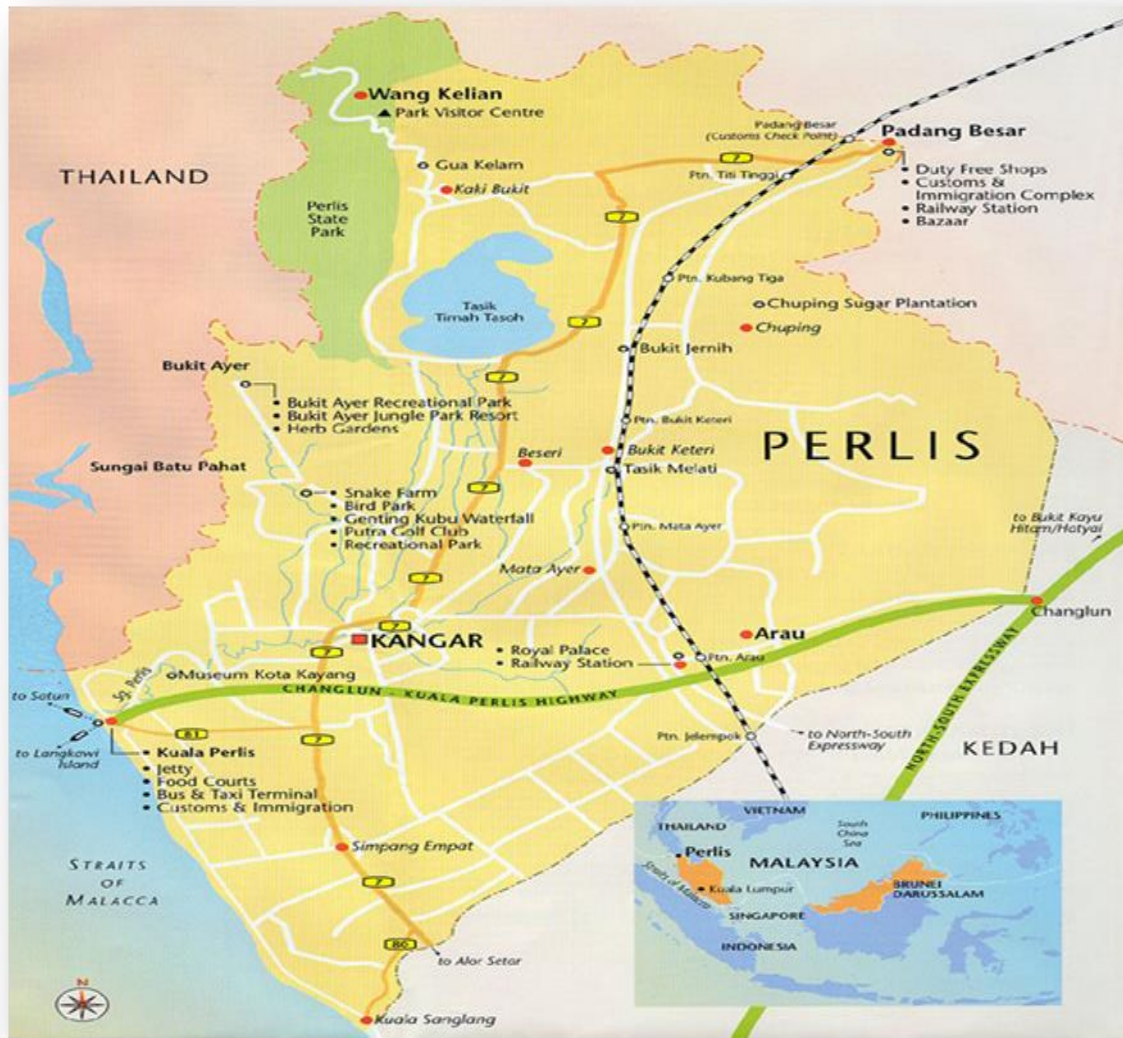 Wang Kelian
Park Visitor Centre
Padang Besar
(Customs Check Point)
Padang Besar
7
Duty Free Shops
Customs &
Immigration Complex
Railway Station
Bazaar
THAILAND
Gua Kelam
Kaki Bukit
Ptn. Titi Tinggi
Perlis
State
Park
7
Ptn. Kubang Tiga
Tasik
Timah Tasoh
Chuping Sugar Plantation
7
Chuping
Bukit Jernih
Bukit Ayer
7
Bukit Ayer Recreational Park
Bukit Ayer Jungle Park Resort
Herb Gardens
Ptn. Bukit Keteri
PERLIS
Beseri
Bukit Keteri
Tasik Melati
Sungai Batu Pahat
7
Snake Farm
Bird Park
Genting Kubu Waterfall
Putra Golf Club
Recreational Park
Ptn. Mata Ayer
to Bukit Kayu
Hitam/Hatyai
Mata Ayer
7
Changlun
7
KANGAR
7
Arau
Royal Palace
Railway Station
Ptn. Arau
Sg. Perlis
Museum Kota Kayang
CHANGLUN - KUALA PERLIS HIGHWAY
to Satun
81
7
to Langkawi
Island
Kuala Perlis
Jetty
Food Courts
Bus & Taxi Terminal
Customs & Immigration
Ptn. Jelempok
to North-South
Expressway
NORTH-SOUTH EXPRESSWAY
KEDAH
Simpang Empat
STRAITS
OF
MALACCA
7
80
to Alor Setar
N
Kuala Sanglang
VIETNAM
THAILAND
South
China
Sea
PHILIPPINES
Perlis
MALAYSIA
Straits of Malacca
Kuala Lumpur
BRUNEI
DARUSSALAM
SINGAPORE
INDONESIA